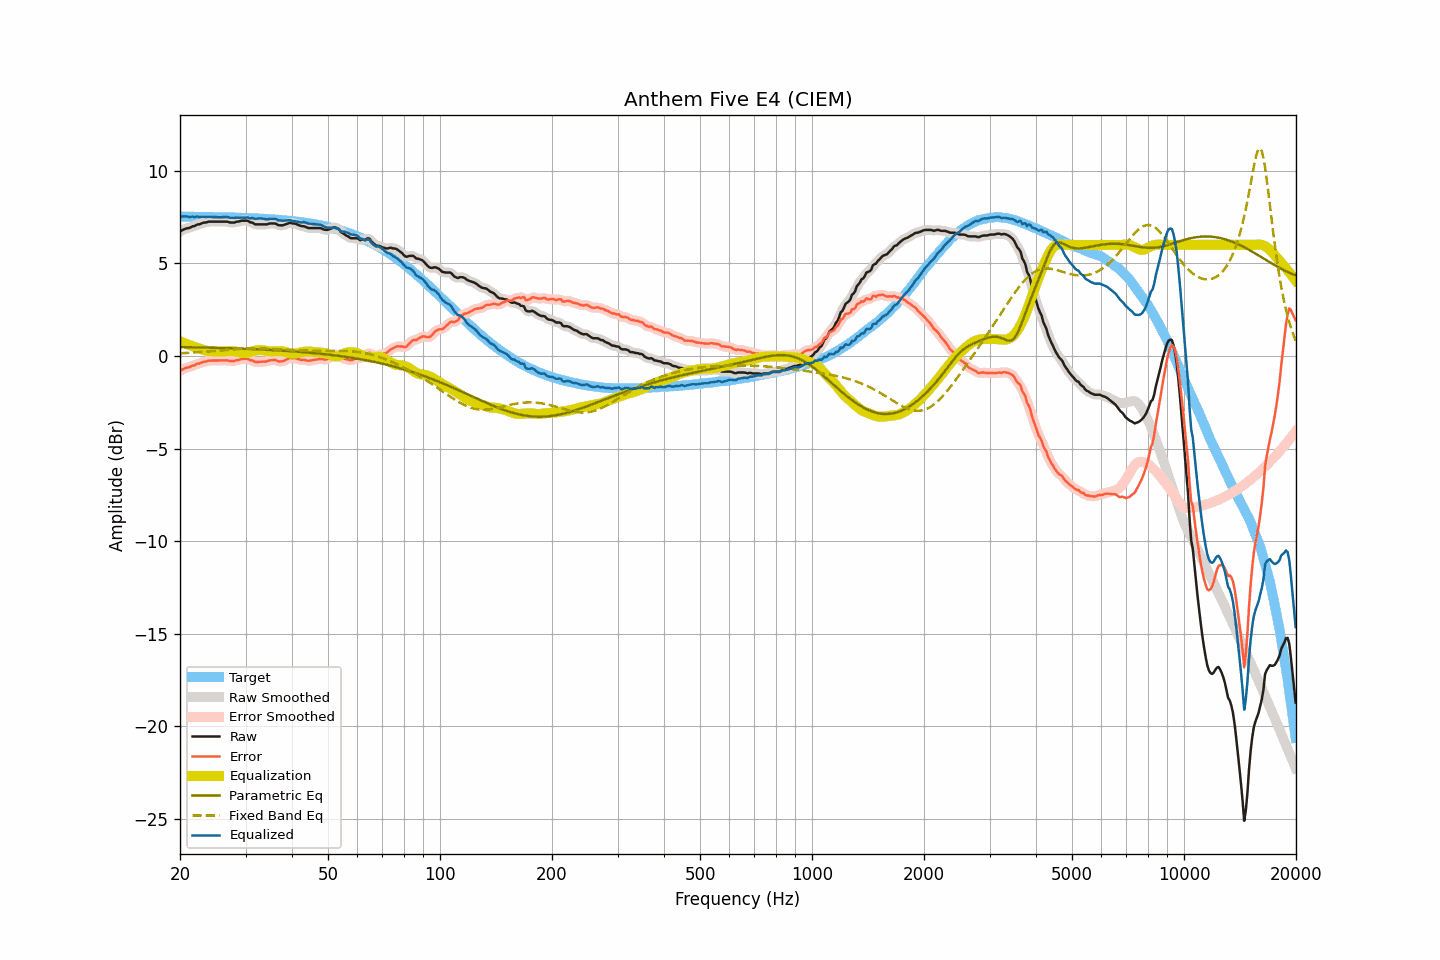 Anthem Five E4 (CIEM)
10
5
0
−5
−10
−15
−20
−25
Amplitude (dBr)
Target
Raw Smoothed
Error Smoothed
Raw
Error
Equalization
Parametric Eq
Fixed Band Eq
Equalized
20 50 100 200 500 1000 2000 5000 10000 20000
Frequency (Hz)